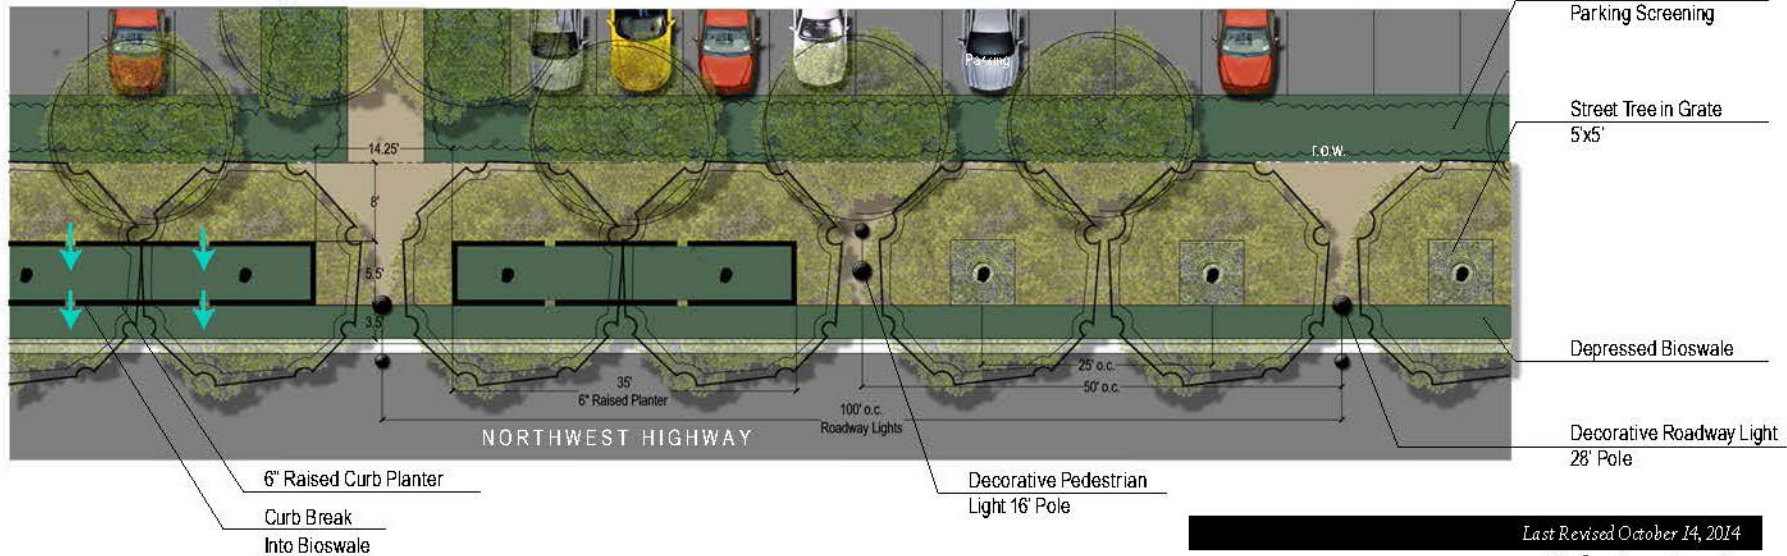 Parking Screening
Parking
Street Tree in Grate
5'x5'
14.25'
r.o.w.
8'
5.5'
3.5'
Depressed Bioswale
25' o.c.
35'
6" Raised Planter
50' o.c.
100' o.c.
Roadway Lights
NORTHWEST HIGHWAY
Decorative Roadway Light
28' Pole
6" Raised Curb Planter
Decorative Pedestrian
Light 16' Pole
Curb Break
Into Bioswale
Last Revised October 14, 2014